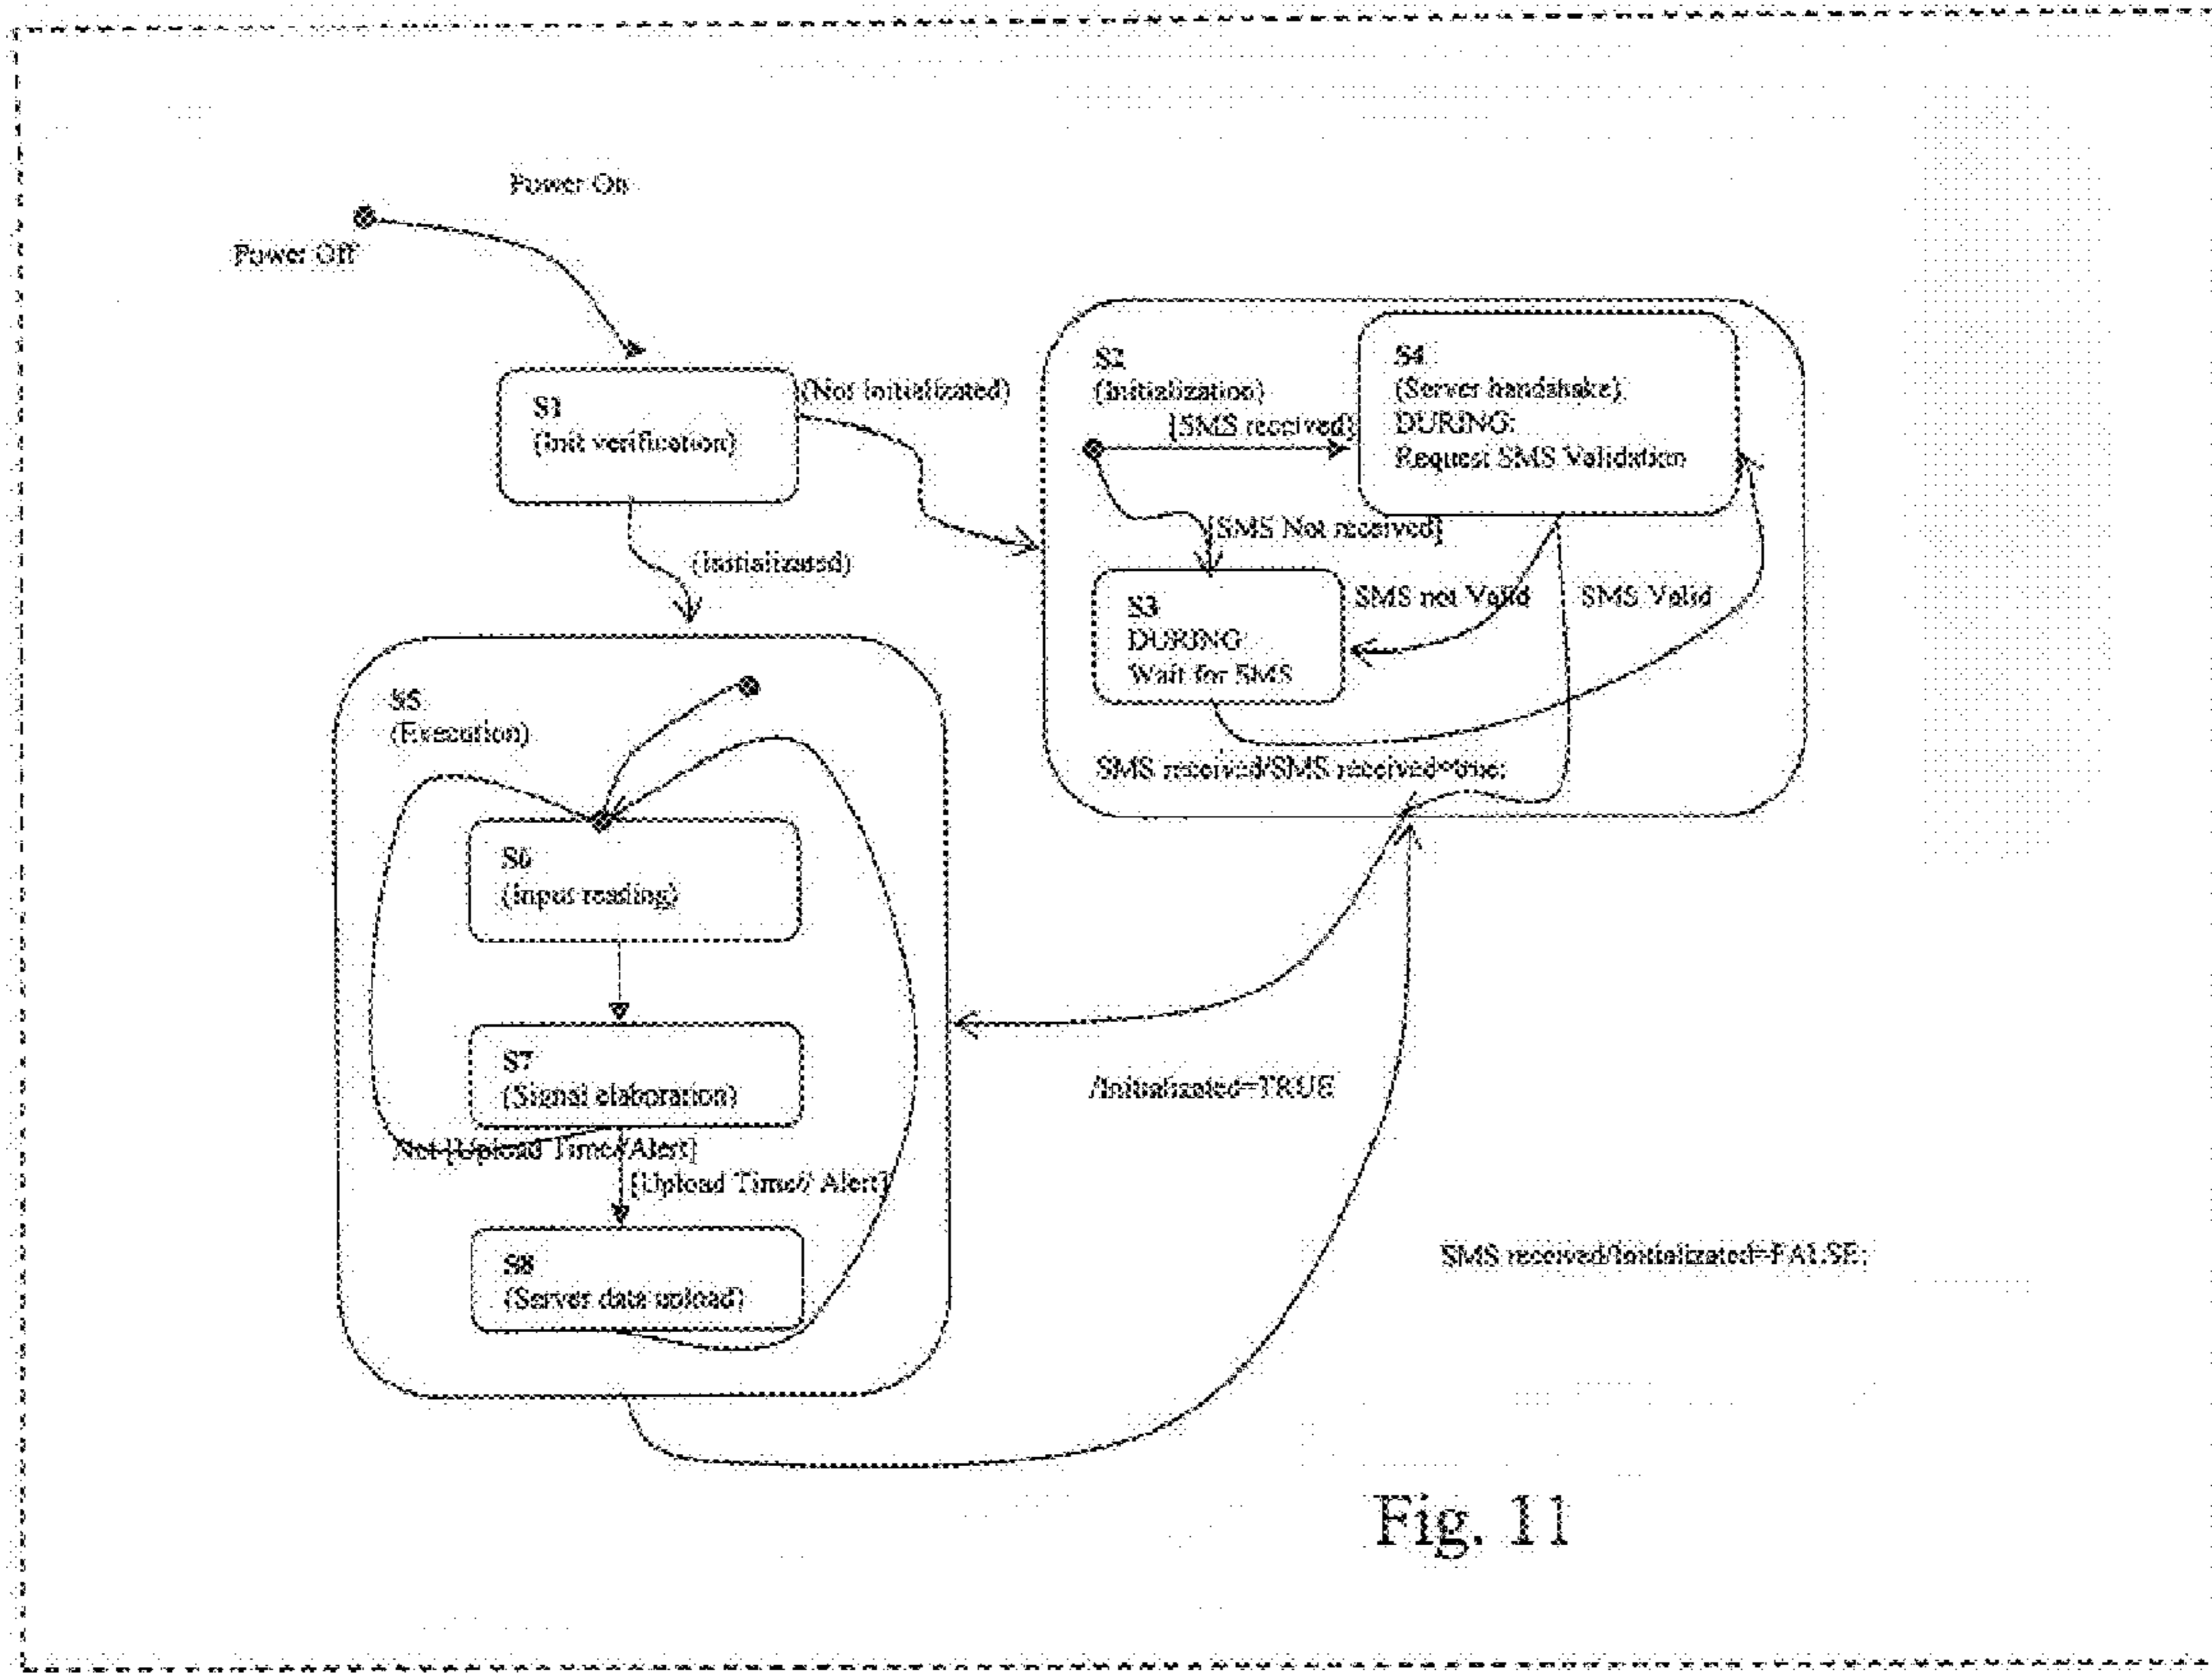 Power On
Power Off
S1
(Init verification)
(Not Initializated)
(Initializated)
S2
(Initialization)
[SMS received]
S4
(Server handshake)
DURING:
Request SMS Validation
[SMS Not received]
S3
DURING
Wait for SMS
SMS not Valid
SMS Valid
SMS received/SMS received=true;
S5
(Execution)
S6
(Input reading)
S7
(Signal elaboration)
Not [Upload Time//Alert]
[Upload Time// Alert]
S8
(Server data upload)
/Initializated=TRUE
SMS received/Initializated=FALSE;
Fig. 11